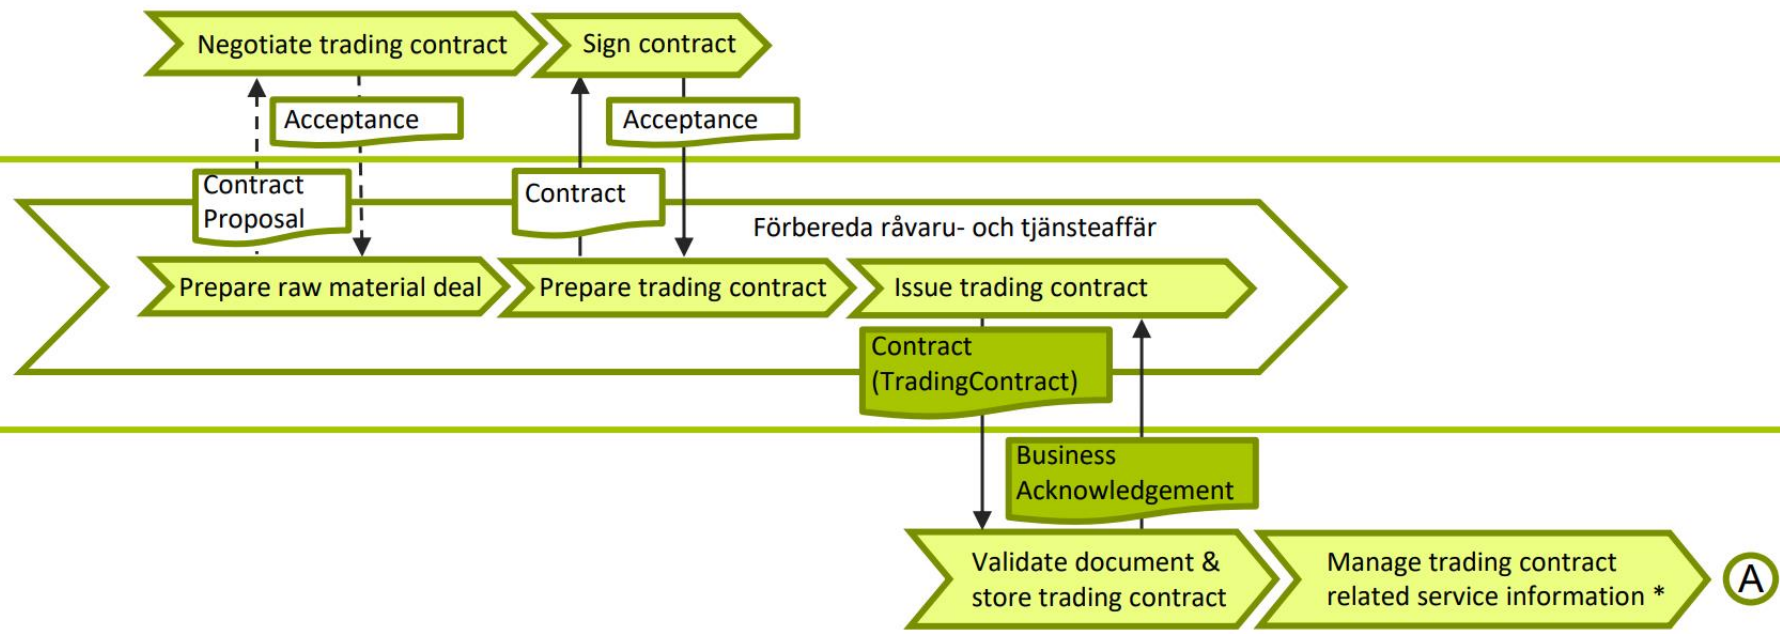 Negotiate trading contract
Sign contract
Acceptance
Acceptance
Contract
Proposal
Contract
Förbereda råvaru- och tjänsteaffär
Prepare raw material deal
Prepare trading contract
Issue trading contract
Contract
(TradingContract)
Business
Acknowledgement
Validate document &
store trading contract
Manage trading contract
related service information *
A